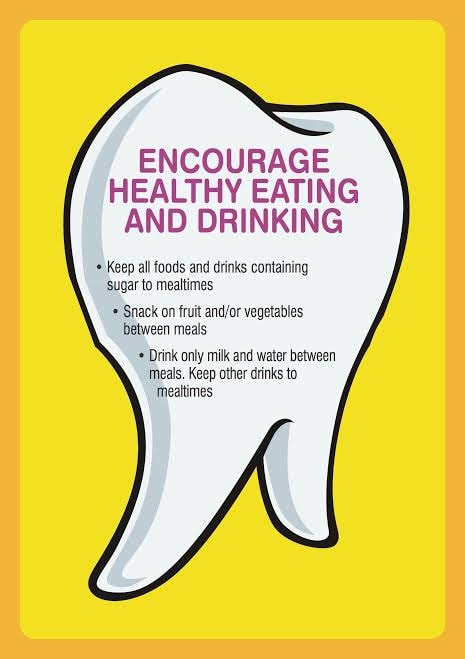 ENCOURAGE
HEALTHY EATING
AND DRINKING
• Keep all foods and drinks containing
sugar to mealtimes
• Snack on fruit and/or vegetables
between meals
• Drink only milk and water between
meals. Keep other drinks to
mealtimes